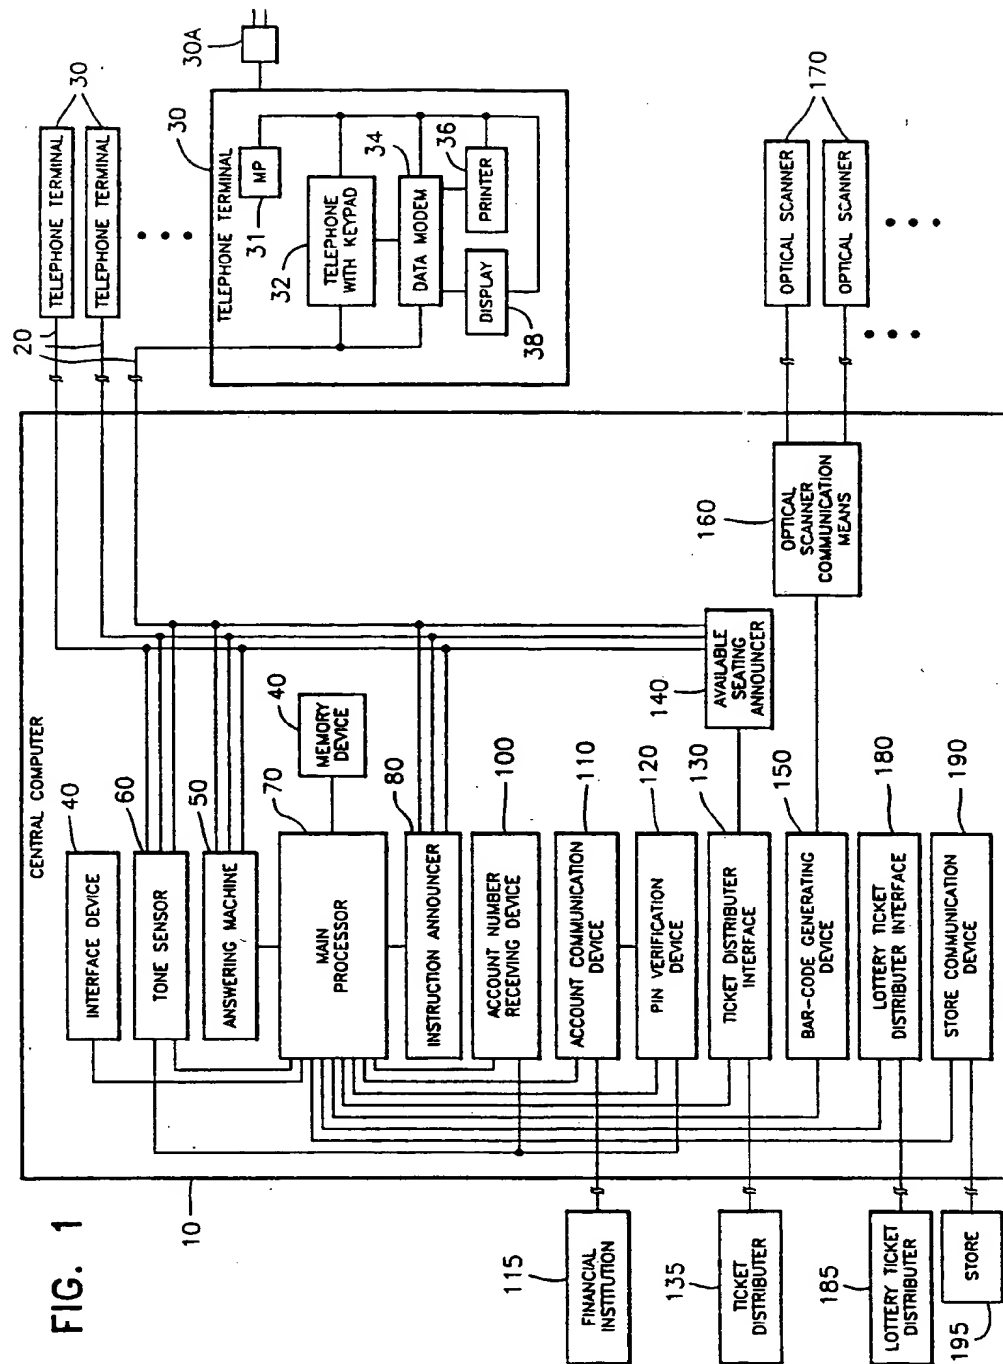 FIG. 1
10
CENTRAL COMPUTER
40
INTERFACE DEVICE
60
TONE SENSOR
50
ANSWERING MACHINE
70
MAIN
PROCESSOR
40
MEMORY
DEVICE
80
INSTRUCTION ANNOUNCER
100
ACCOUNT NUMBER
RECEIVING DEVICE
110
ACCOUNT COMMUNICATION
DEVICE
120
PIN VERIFICATION
DEVICE
130
TICKET DISTRIBUTER
INTERFACE
140
AVAILABLE
SEATING
ANNOUNCER
150
BAR-CODE GENERATING
DEVICE
160
OPTICAL
SCANNER
COMMUNICATION
MEANS
180
LOTTERY TICKET
DISTRIBUTER INTERFACE
190
STORE COMMUNICATION
DEVICE
115
FINANCIAL
INSTITUTION
135
TICKET
DISTRIBUTER
185
LOTTERY TICKET
DISTRIBUTER
195
STORE
20
TELEPHONE TERMINAL
TELEPHONE TERMINAL
30
30
30A
TELEPHONE TERMINAL
MP
31
32
TELEPHONE
WITH KEYPAD
34
DATA MODEM
36
PRINTER
DISPLAY
38
OPTICAL SCANNER
OPTICAL SCANNER
170